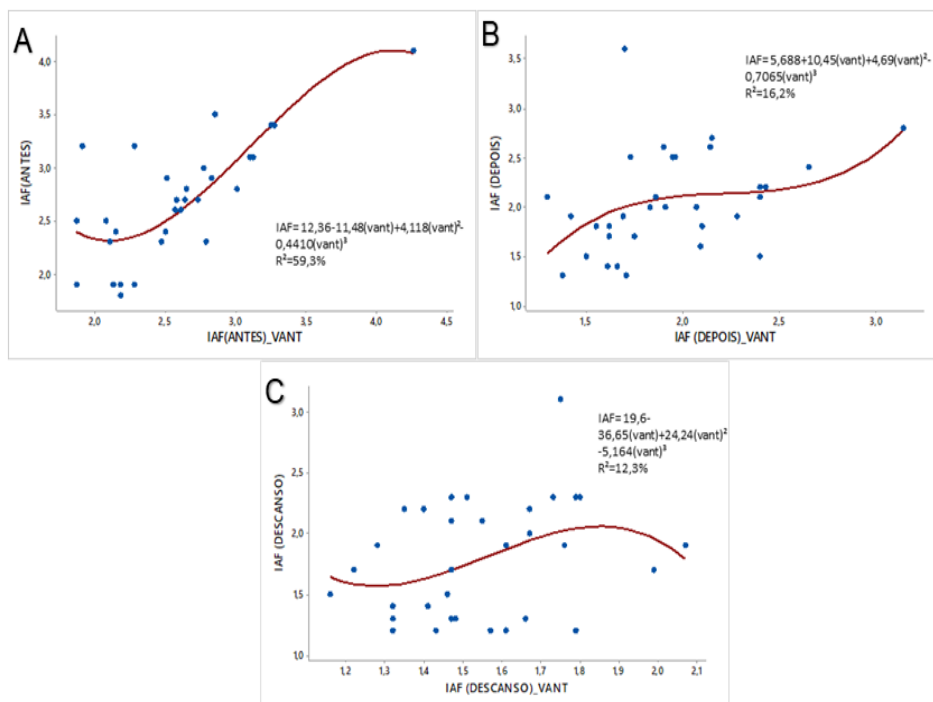 A
IAF(ANTES)
4,0
3,5
3,0
2,5
2,0
IAF= 12,36-11,48(vant)+4,118(vant)²-
0,4410(vant)³
R²=59,3%
2,0
2,5
3,0
3,5
4,0
4,5
IAF(ANTES)_VANT
B
IAF (DEPOIS)
3,5
3,0
2,5
2,0
1,5
1,0
IAF= 5,688+10,45(vant)+4,69(vant)²-
0,7065(vant)³
R²=16,2%
1,5
2,0
2,5
3,0
IAF (DEPOIS)_VANT
C
IAF (DESCANSO)
3,0
2,5
2,0
1,5
1,0
IAF= 19,6-
36,65(vant)+24,24(vant)²
-5,164(vant)³
R²=12,3%
1,2
1,3
1,4
1,5
1,6
1,7
1,8
1,9
2,0
2,1
IAF (DESCANSO)_VANT